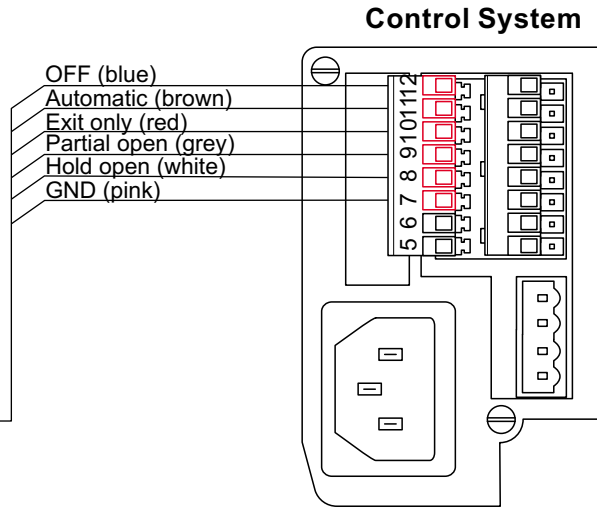 Control System
OFF (blue)
Automatic (brown)
Exit only (red)
Partial open (grey)
Hold open (white)
GND (pink)
12
11
10
9
8
7
6
5